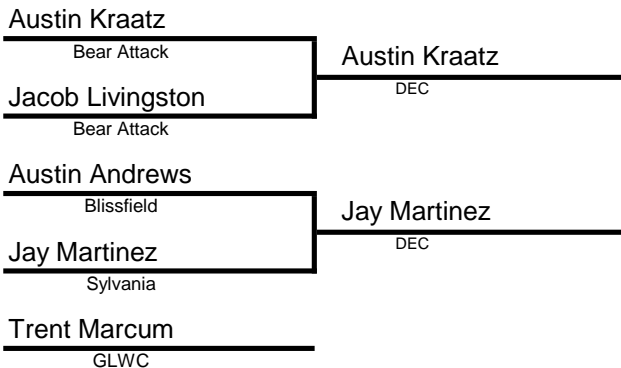 Austin Kraatz
Bear Attack
Austin Kraatz
DEC
Jacob Livingston
Bear Attack
Austin Andrews
Blissfield
Jay Martinez
DEC
Jay Martinez
Sylvania
Trent Marcum
GLWC